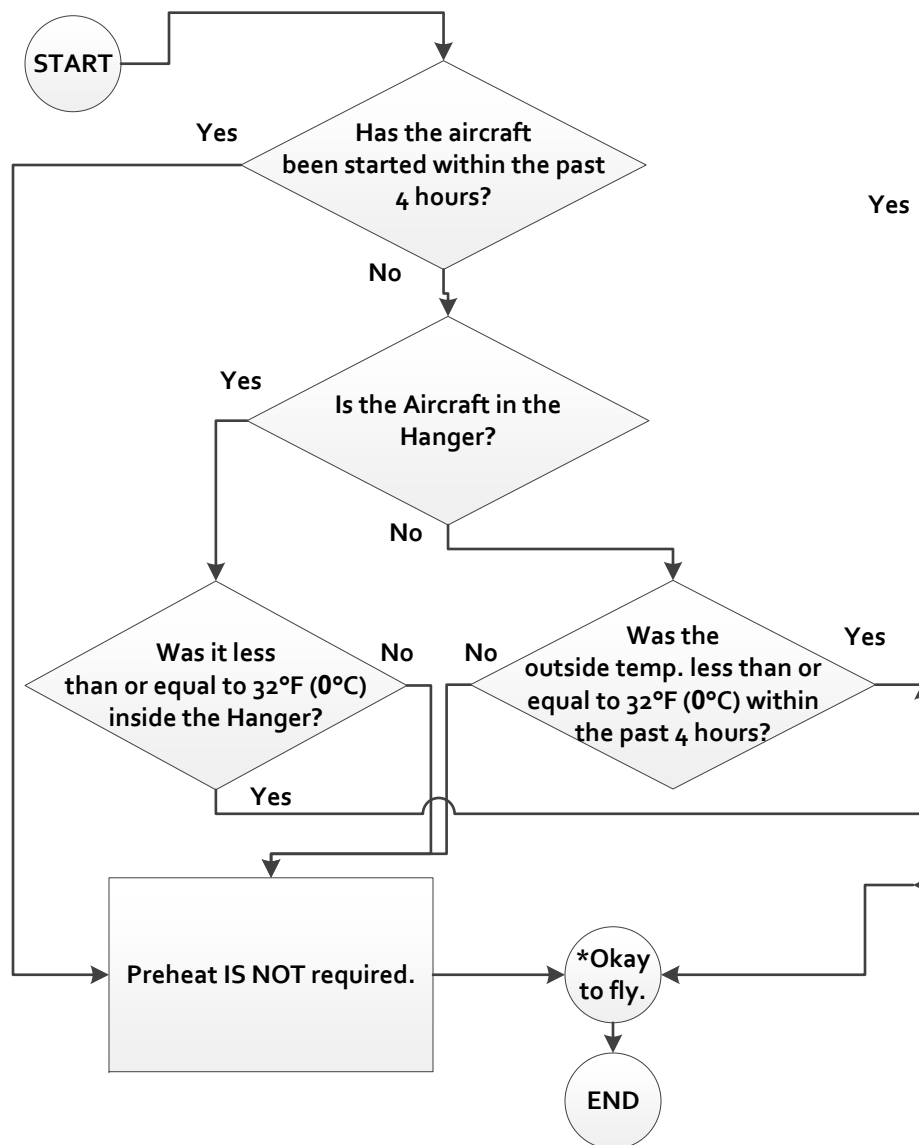 START
Yes
Has the aircraft
been started within the past
4 hours?
Yes
No
Yes
Is the Aircraft in the
Hanger?
No
Was it less
than or equal to 32°F (0°C)
inside the Hanger?
No
No
Was the
outside temp. less than or
equal to 32°F (0°C) within
the past 4 hours?
Yes
Yes
Preheat IS NOT required.
*Okay
to fly.
END